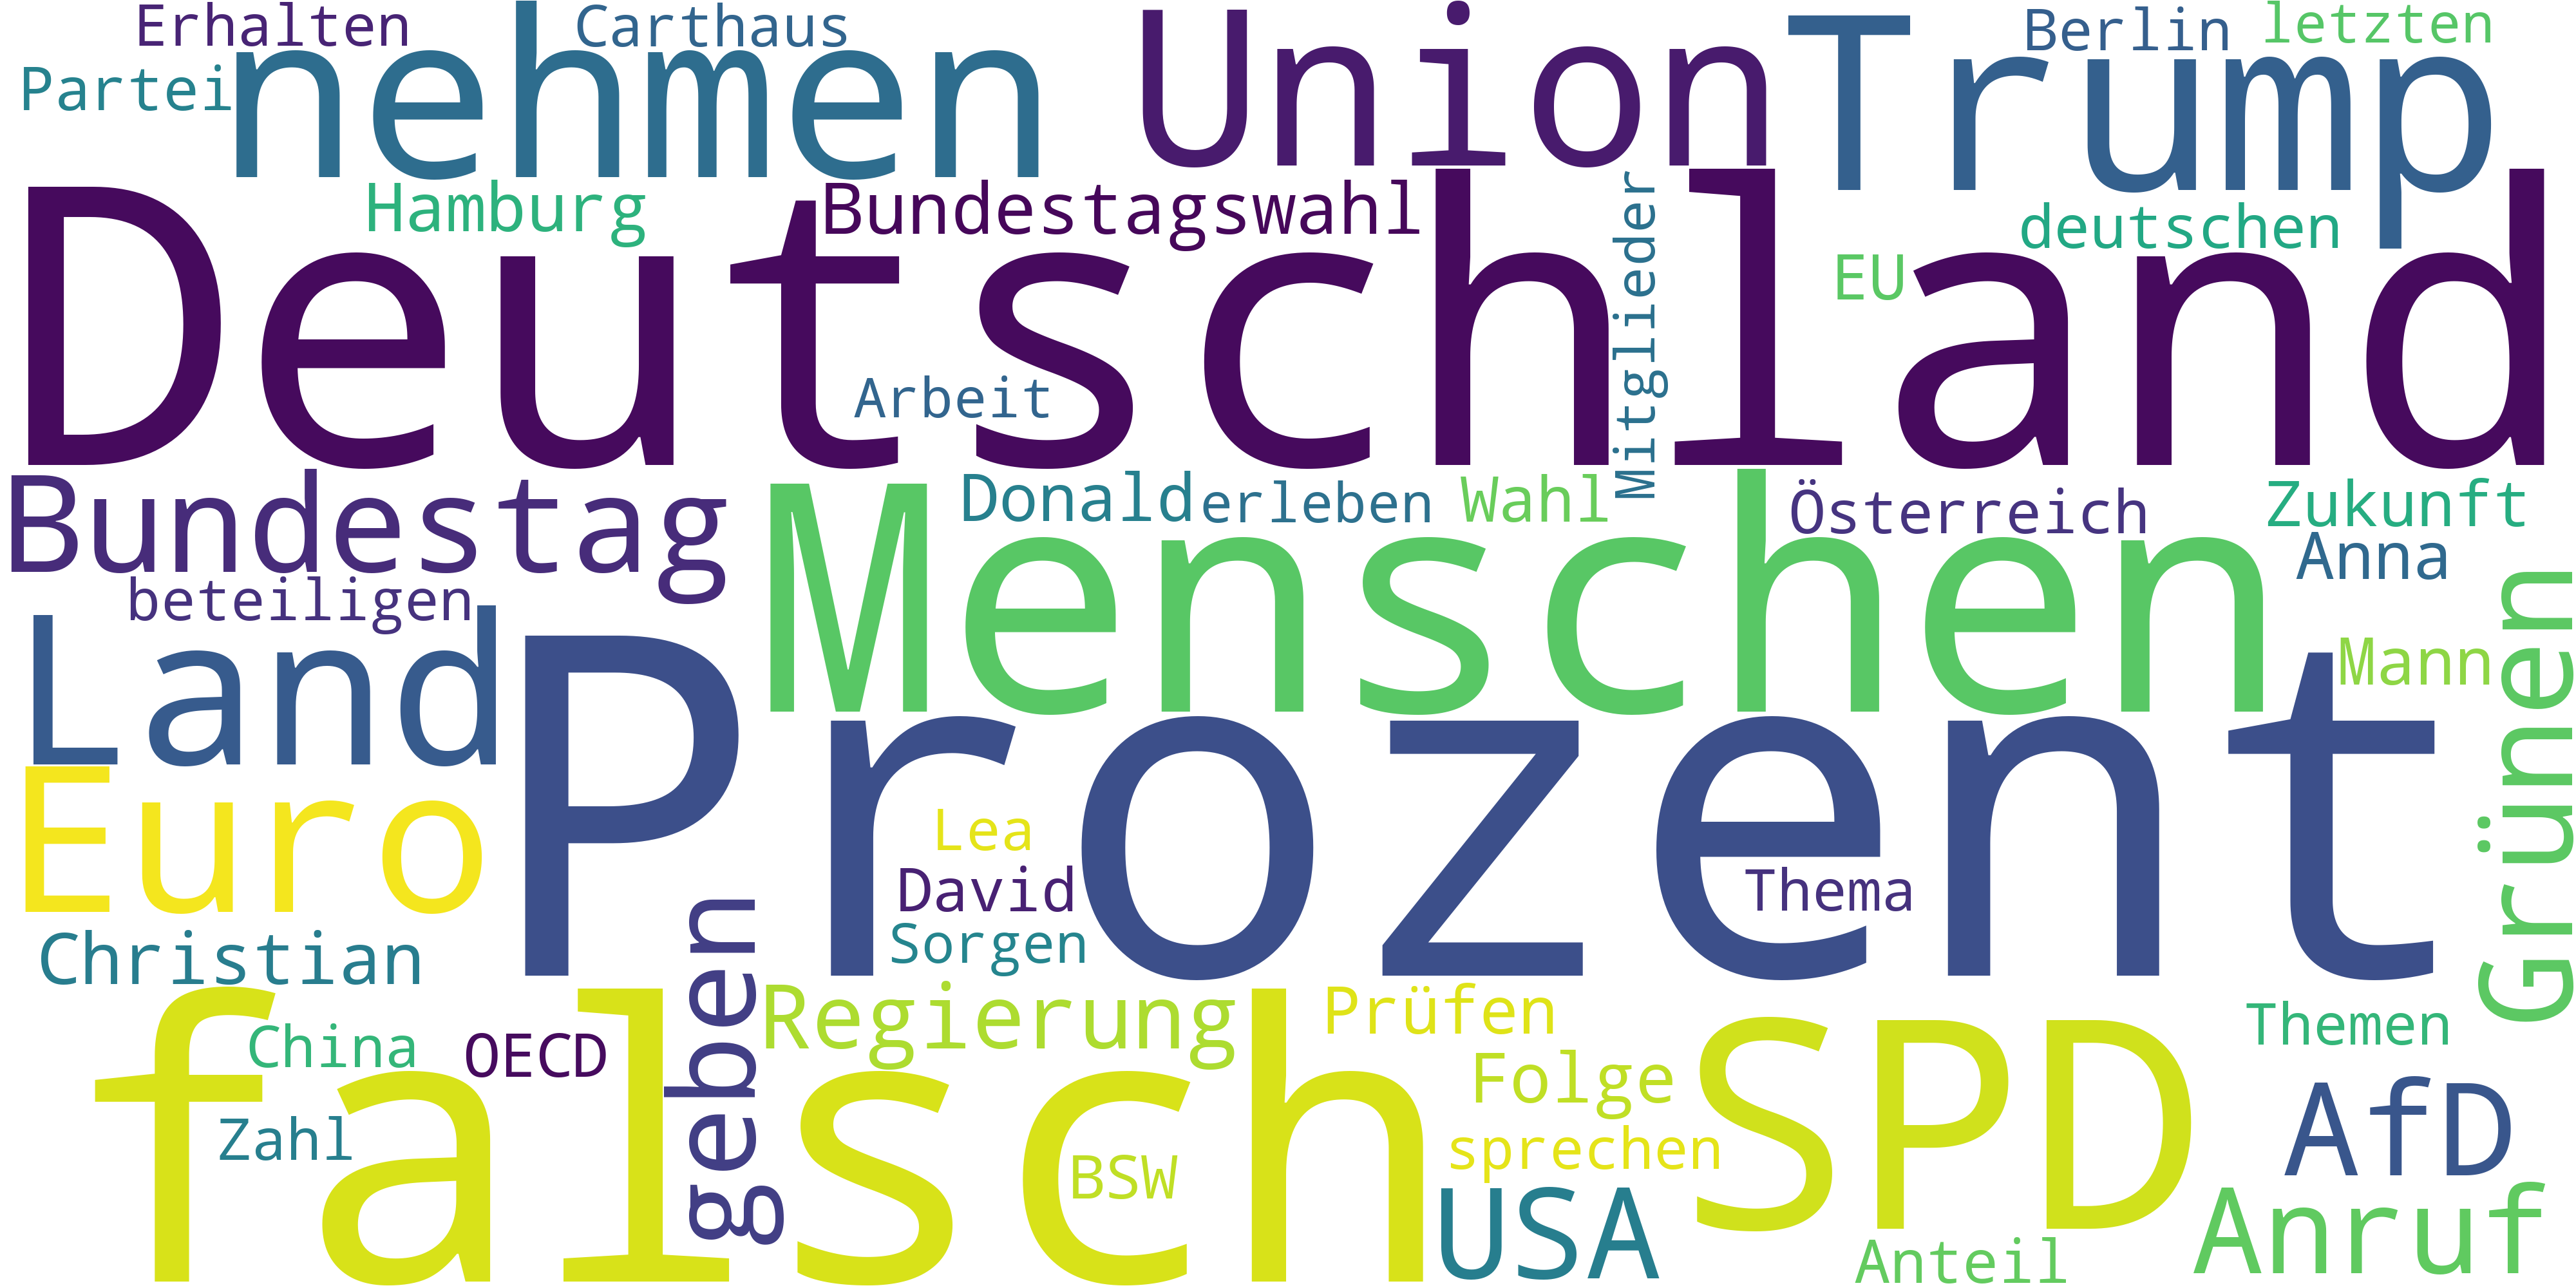 Erhalten
Carthaus
Berlin
letzten
Partei
nehmen
Union
Trump
Hamburg
Bundestagswahl
Mitglieder
deutschen
EU
Deutschland
Arbeit
Bundestag
Donald
erleben
Wahl
Österreich
Zukunft
Anna
beteiligen
Menschen
Land
Mann
Grünen
Prozent
Euro
Lea
David
Thema
Sorgen
Christian
geben
Regierung
Prüfen
Themen
China
OECD
Folge
falsch
SPD
AfD
Zahl
BSW
sprechen
USA
Anruf
Anteil